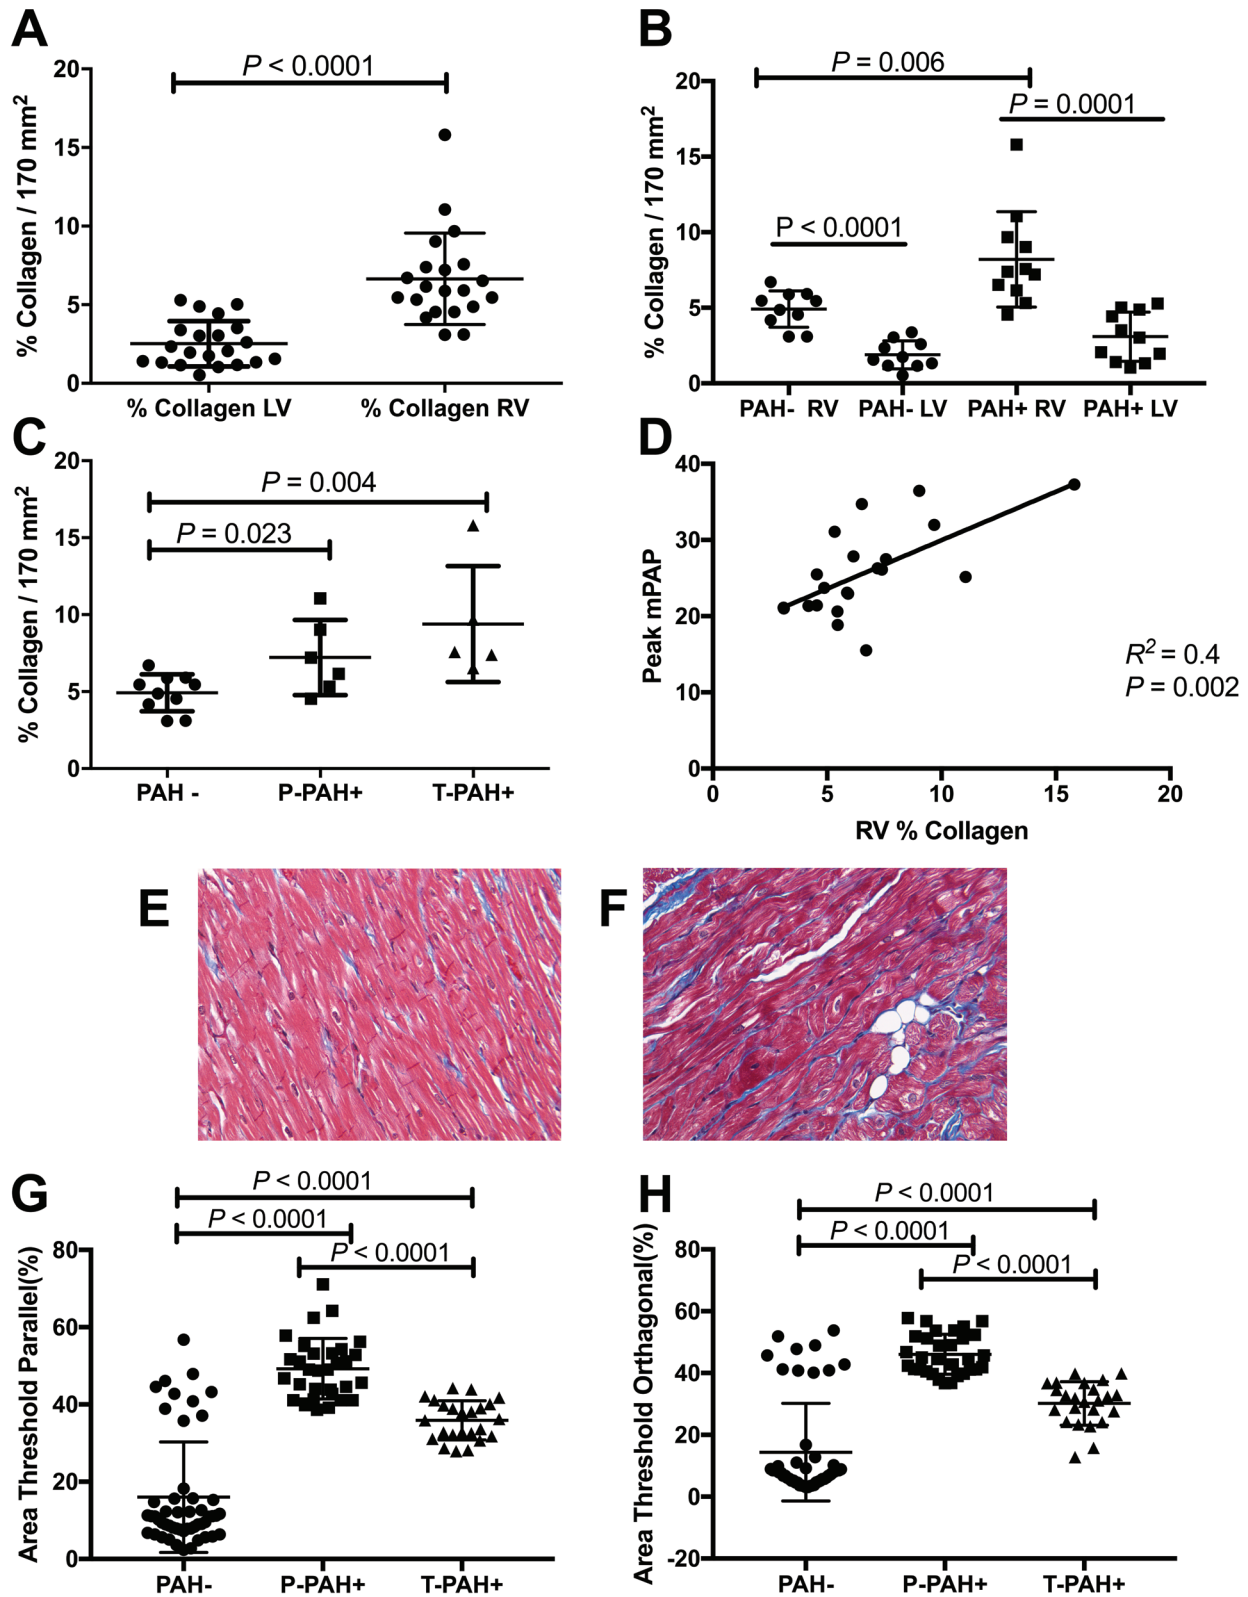 A
P < 0.0001
% Collagen / 170 mm2
20
15
10
5
0
% Collagen LV
% Collagen RV
B
P = 0.006
P = 0.0001
P < 0.0001
% Collagen / 170 mm2
20
15
10
5
0
PAH- RV
PAH- LV
PAH+ RV
PAH+ LV
C
P = 0.004
P = 0.023
% Collagen / 170 mm2
20
15
10
5
0
PAH -
P-PAH+
T-PAH+
D
Peak mPAP
40
30
20
10
0
R2 = 0.4
P = 0.002
0
5
10
15
20
RV % Collagen
E
F
G
P < 0.0001
P < 0.0001
P < 0.0001
Area Threshold Parallel(%)
80
60
40
20
0
PAH-
P-PAH+
T-PAH+
H
P < 0.0001
P < 0.0001
P < 0.0001
Area Threshold Orthagonal(%)
80
60
40
20
0
-20
PAH-
P-PAH+
T-PAH+